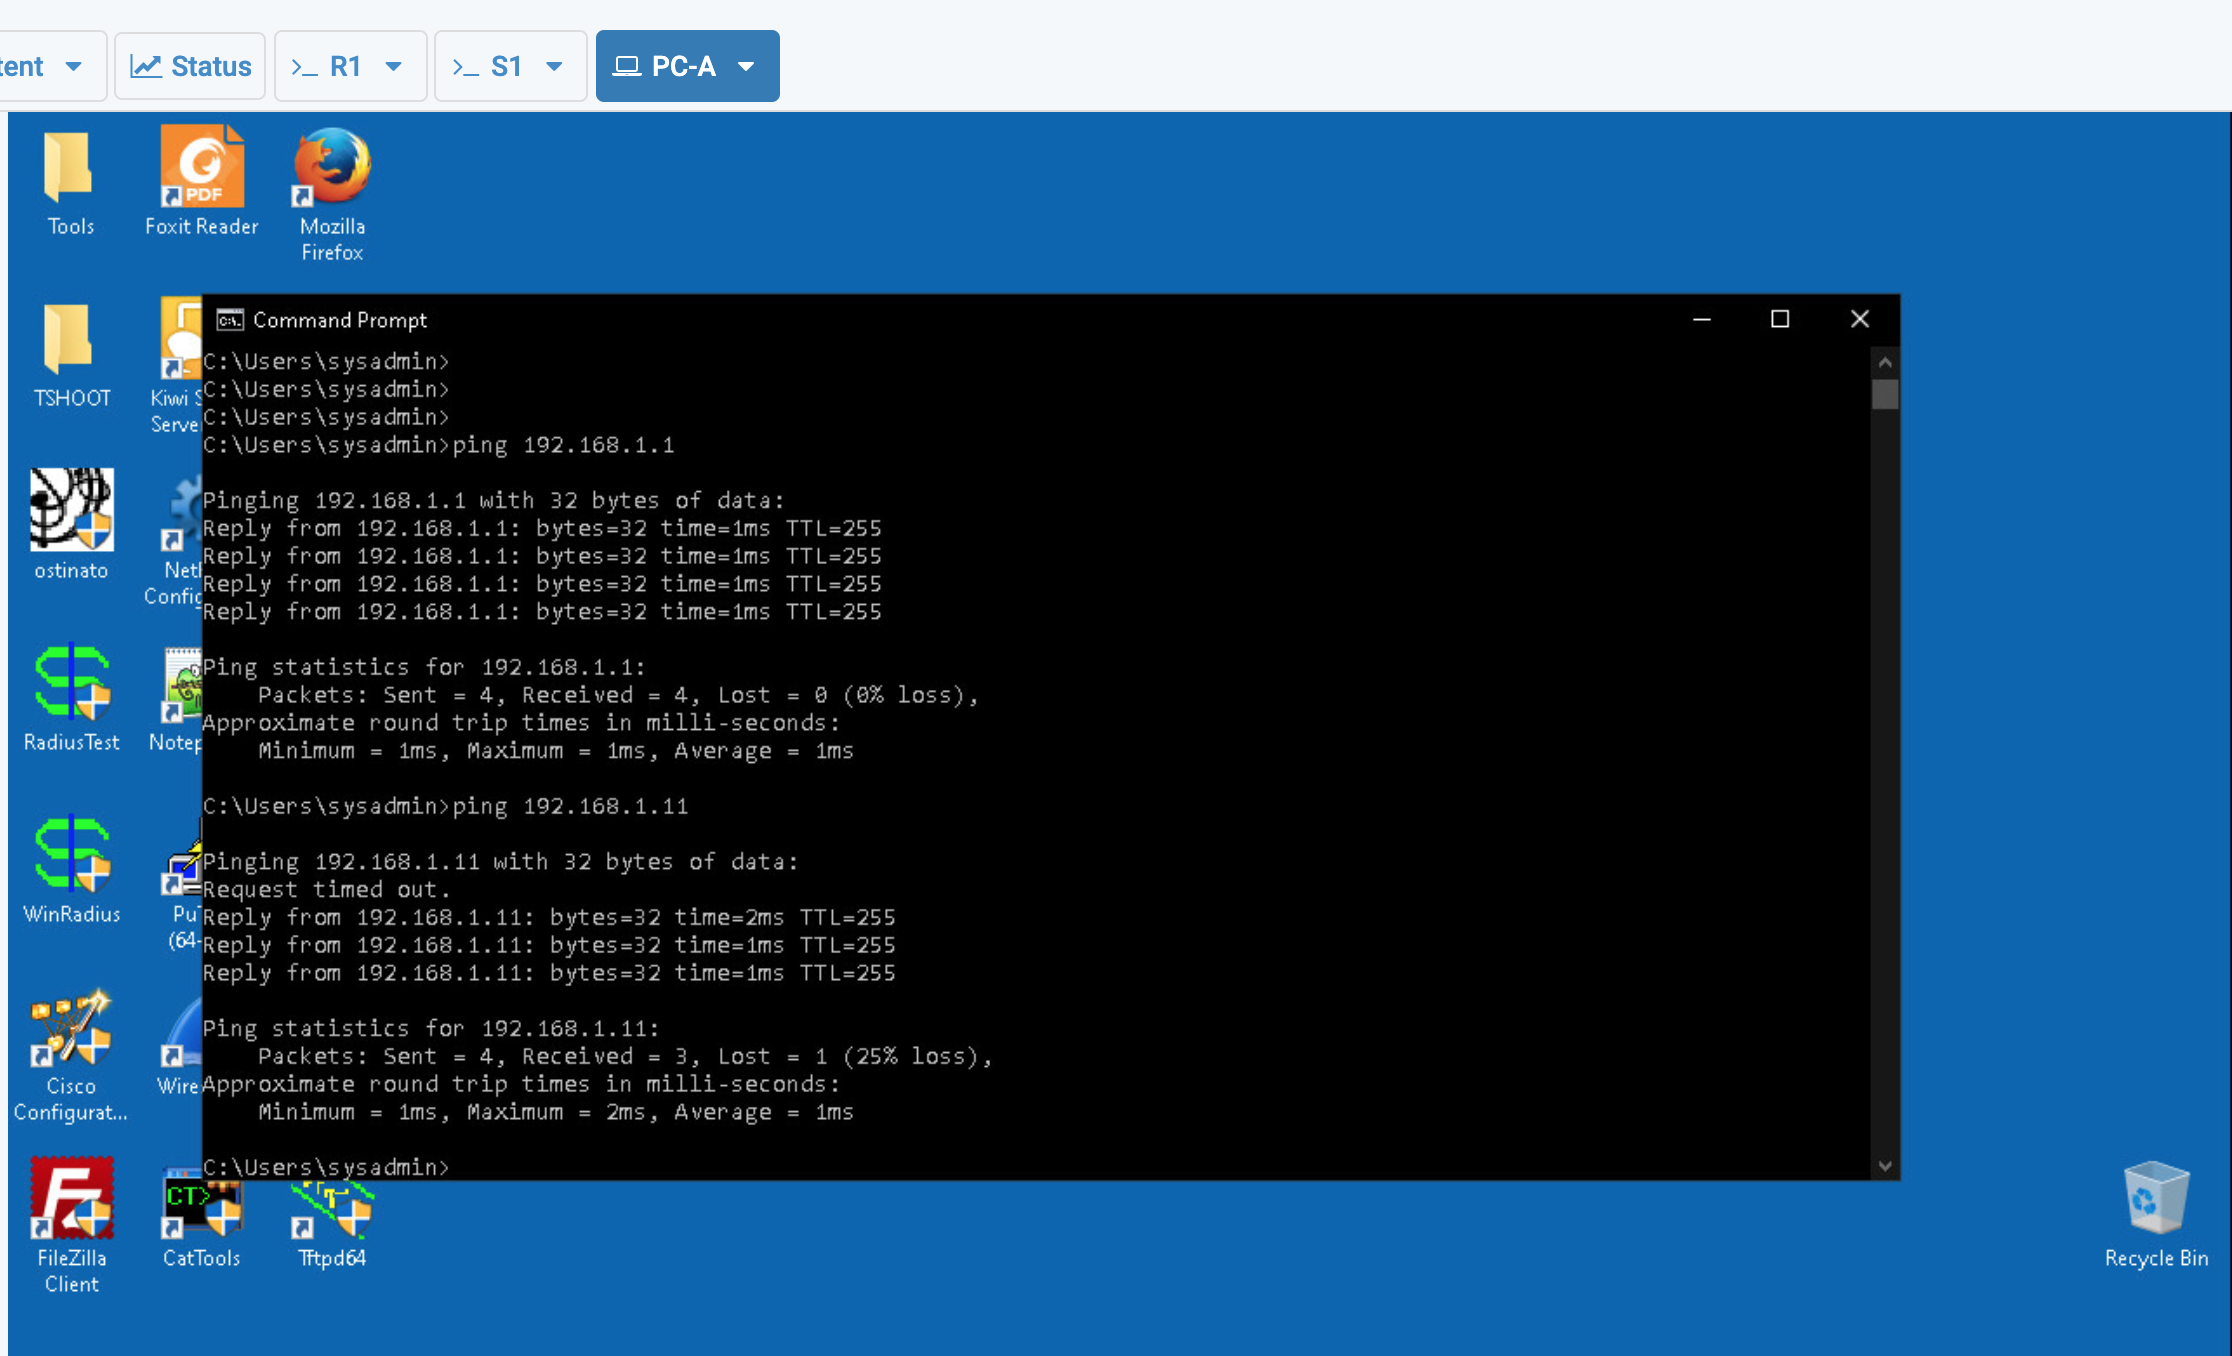 tent
Status
>_ R1
>_ S1
PC-A
Tools
PDF
Foxit Reader
Mozilla
Firefox
TSHOOT
Kiwi S
Serve
ostinato
Net
Config
RadiusTest
Notep
WinRadius
Pu
(64-
Cisco
Configurat...
Wire
FileZilla
Client
CT>
CatTools
Tftpd64
Recycle Bin
C:\.
Command Prompt
C:\Users\sysadmin>
C:\Users\sysadmin>
C:\Users\sysadmin>
C:\Users\sysadmin>ping 192.168.1.1
Pinging 192.168.1.1 with 32 bytes of data:
Reply from 192.168.1.1: bytes=32 time=1ms TTL=255
Reply from 192.168.1.1: bytes=32 time=1ms TTL=255
Reply from 192.168.1.1: bytes=32 time=1ms TTL=255
Reply from 192.168.1.1: bytes=32 time=1ms TTL=255
Ping statistics for 192.168.1.1:
Packets: Sent = 4, Received = 4, Lost = 0 (0% loss),
Approximate round trip times in milli-seconds:
Minimum = 1ms, Maximum = 1ms, Average = 1ms
C:\Users\sysadmin>ping 192.168.1.11
Pinging 192.168.1.11 with 32 bytes of data:
Request timed out.
Reply from 192.168.1.11: bytes=32 time=2ms TTL=255
Reply from 192.168.1.11: bytes=32 time=1ms TTL=255
Reply from 192.168.1.11: bytes=32 time=1ms TTL=255
Ping statistics for 192.168.1.11:
Packets: Sent = 4, Received = 3, Lost = 1 (25% loss),
Approximate round trip times in milli-seconds:
Minimum = 1ms, Maximum = 2ms, Average = 1ms
C:\Users\sysadmin>